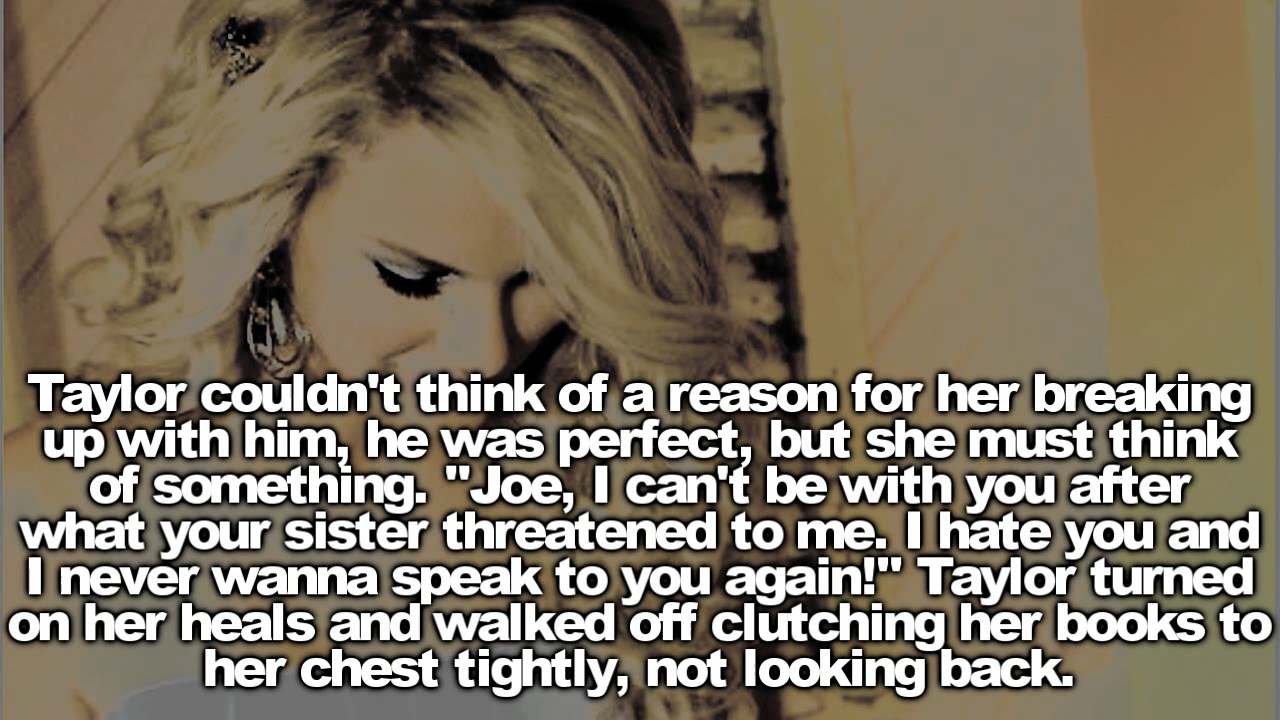 Taylor couldn't think of a reason for her breaking
up with him, he was perfect, but she must think
of something. "Joe, I can't be with you after
what your sister threatened to me. I hate you and
I never wanna speak to you again!" Taylor turned
on her heals and walked off clutching her books to
her chest tightly, not looking back.